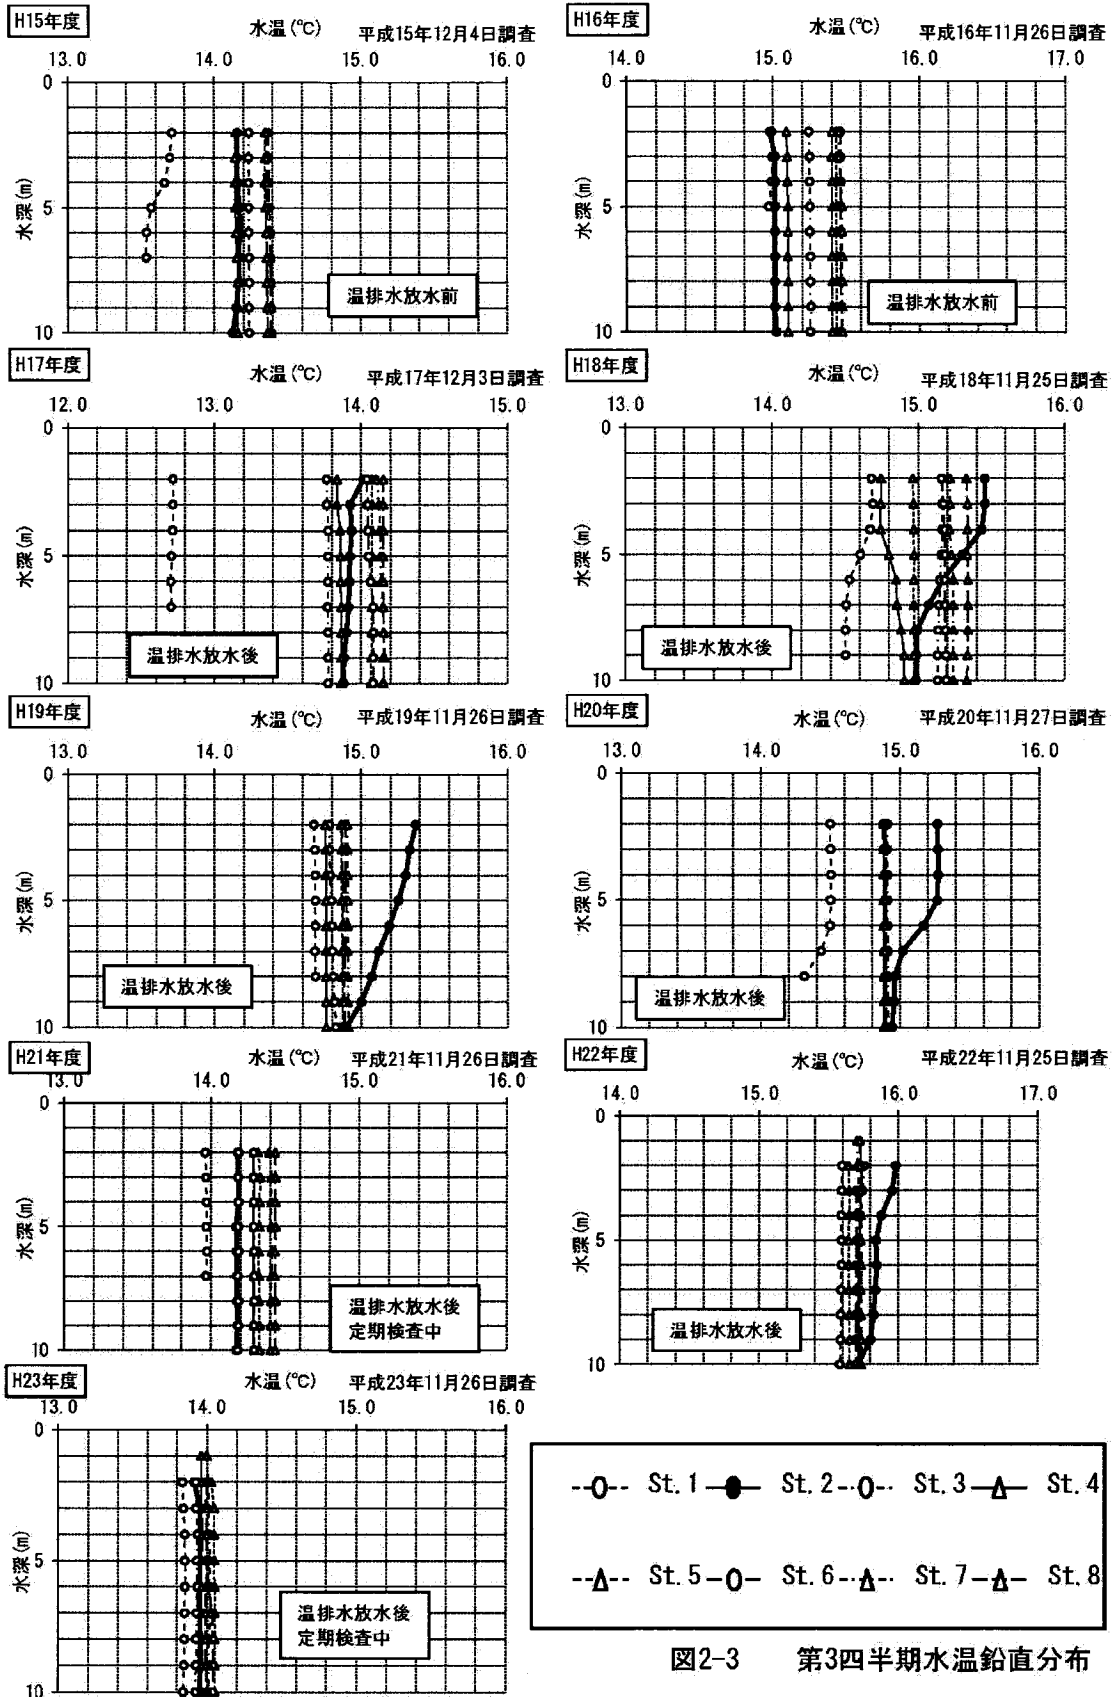 H15年度
水温(℃)
平成15年12月4日調査
13.0 14.0 15.0 16.0
0
5
10
水深(m)
温排水放水前
H16年度
水温(℃)
平成16年11月26日調査
14.0 15.0 16.0 17.0
0
5
10
水深(m)
温排水放水前
H17年度
水温(℃)
平成17年12月3日調査
12.0 13.0 14.0 15.0
0
5
10
水深(m)
温排水放水後
H18年度
水温(℃)
平成18年11月25日調査
13.0 14.0 15.0 16.0
0
5
10
水深(m)
温排水放水後
H19年度
水温(℃)
平成19年11月26日調査
13.0 14.0 15.0 16.0
0
5
10
水深(m)
温排水放水後
H20年度
水温(℃)
平成20年11月27日調査
13.0 14.0 15.0 16.0
0
5
10
水深(m)
温排水放水後
H21年度
水温(℃)
平成21年11月26日調査
13.0 14.0 15.0 16.0
0
5
10
水深(m)
温排水放水後
定期検査中
H22年度
水温(℃)
平成22年11月25日調査
14.0 15.0 16.0 17.0
0
5
10
水深(m)
温排水放水後
H23年度
水温(℃)
平成23年11月26日調査
13.0 14.0 15.0 16.0
0
5
10
水深(m)
温排水放水後
定期検査中
St.1 St.2 St.3 St.4
St.5 St.6 St.7 St.8
図2-3 第3四半期水温鉛直分布